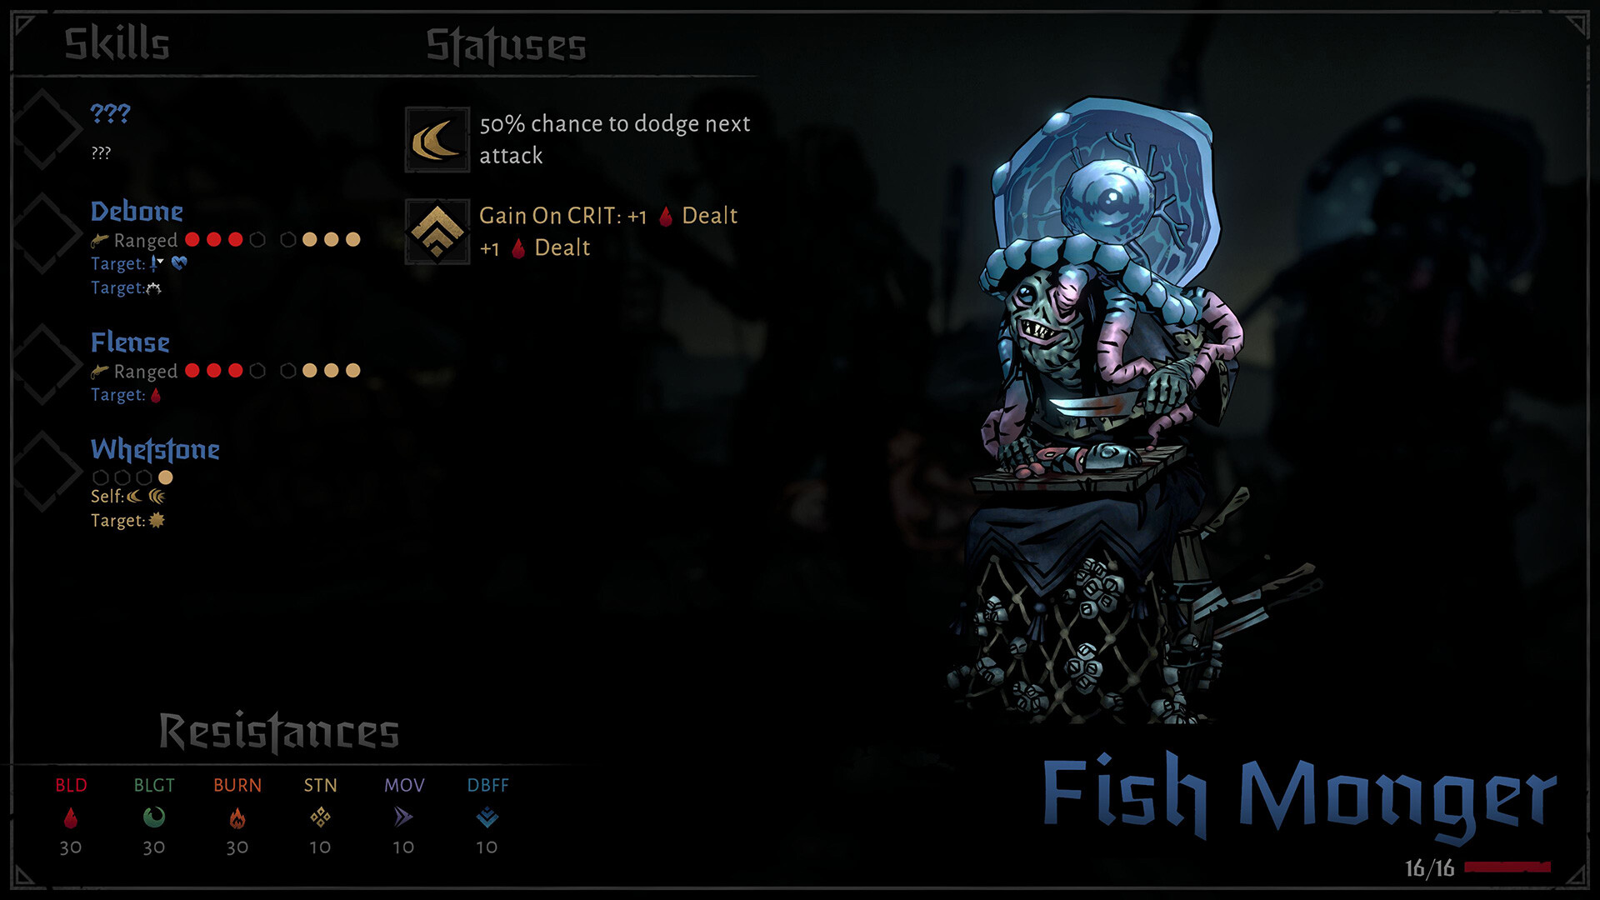 Skills
Statuses
???
???
50% chance to dodge next
attack
Debone
Ranged
Target:
Target:
Gain On CRIT: +1 Dealt
+1 Dealt
Flense
Ranged
Target:
Whetstone
Self:
Target:
Resistances
BLD BLGT BURN STN MOV DBFF
30 30 30 10 10 10
Fish Monger
16/16